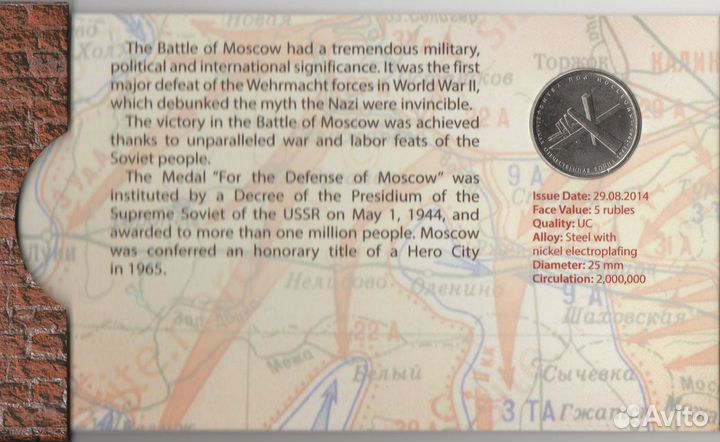 The Battle of Moscow had a tremendous military,
political and international significance. It was the first
major defeat of the Wehrmacht forces in World War II,
which debunked the myth the Nazi were invincible.
The victory in the Battle of Moscow was achieved
thanks to unparalleled war and labor feats of the
Soviet people.
The Medal "For the Defense of Moscow" was
instituted by a Decree of the Presidium of the
Supreme Soviet of the USSR on May 1, 1944, and
awarded to more than one million people. Moscow
was conferred an honorary title of a Hero City
in 1965.
Торжок
9 А
Issue Date: 29.08.2014
Face Value: 5 rubles
Quality: UC
Alloy: Steel with
nickel electroplafing
Diameter: 25 mm
Circulation: 2,000,000
29 А
31А
Нелидово
Оленино
9 А
Шаховская
22 А
Межа
Белый
Сычевка
3 ТА
Avito